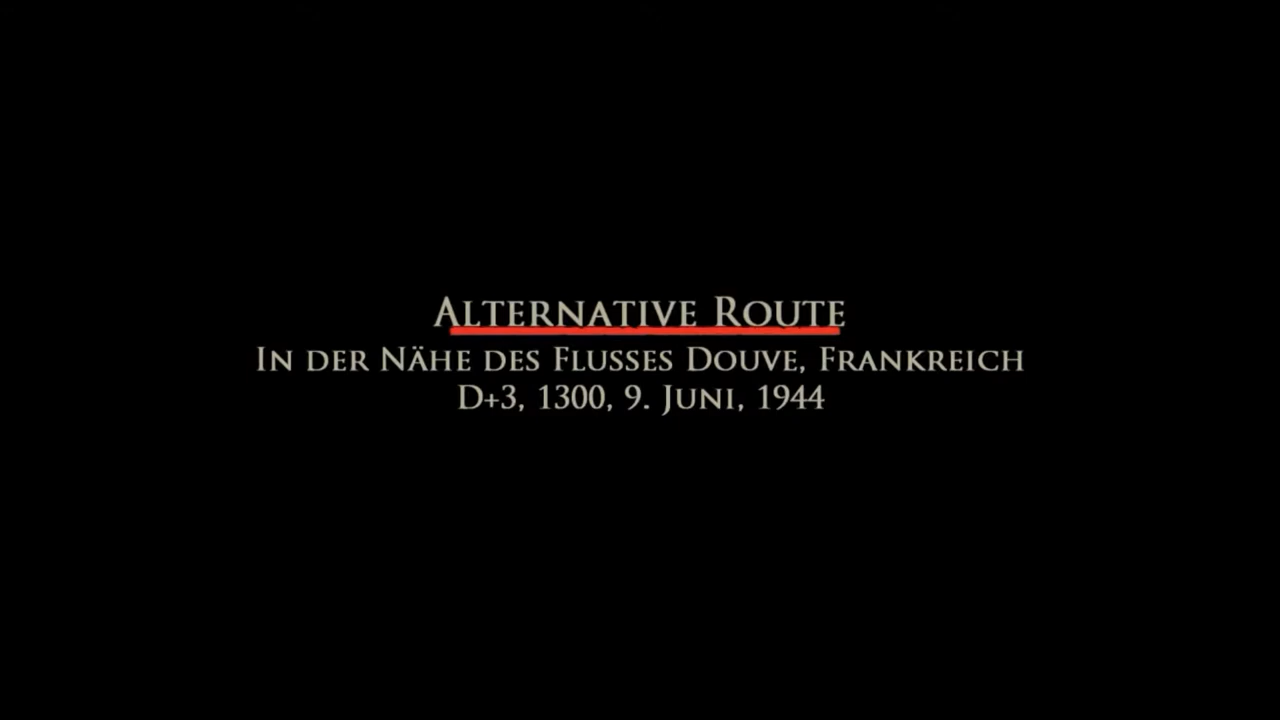 Alternative Route
In der Nähe des Flusses Douve, Frankreich
D+3, 1300, 9. Juni, 1944